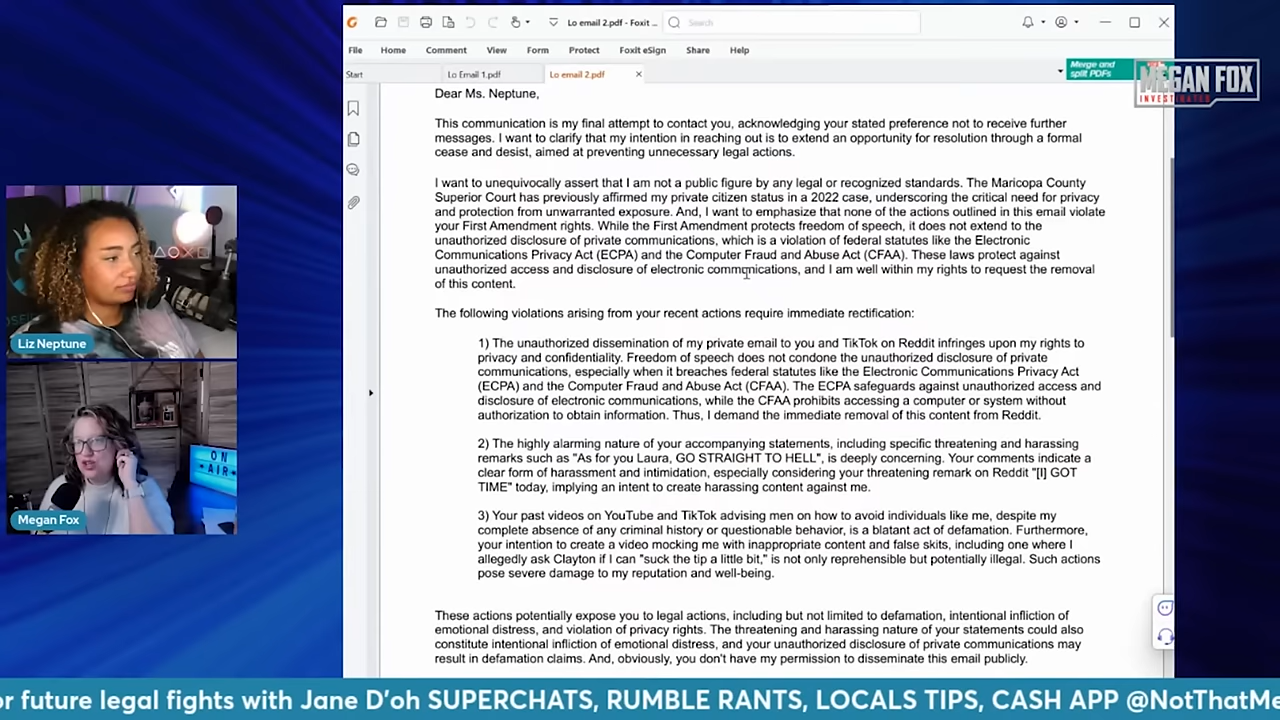 Lo email 2.pdf - Foxit ...
Search
File Home Comment View Form Protect Foxit eSign Share Help
Start
Lo Email 1.pdf
Lo email 2.pdf
Merge and
split PDFs
MEGAN FOX
INVESTIGATES
Dear Ms. Neptune,
This communication is my final attempt to contact you, acknowledging your stated preference not to receive further
messages. I want to clarify that my intention in reaching out is to extend an opportunity for resolution through a formal
cease and desist, aimed at preventing unnecessary legal actions.
I want to unequivocally assert that I am not a public figure by any legal or recognized standards. The Maricopa County
Superior Court has previously affirmed my private citizen status in a 2022 case, underscoring the critical need for privacy
and protection from unwarranted exposure. And, I want to emphasize that none of the actions outlined in this email violate
your First Amendment rights. While the First Amendment protects freedom of speech, it does not extend to the
unauthorized disclosure of private communications, which is a violation of federal statutes like the Electronic
Communications Privacy Act (ECPA) and the Computer Fraud and Abuse Act (CFAA). These laws protect against
unauthorized access and disclosure of electronic communications, and I am well within my rights to request the removal
of this content.
The following violations arising from your recent actions require immediate rectification:
1) The unauthorized dissemination of my private email to you and TikTok on Reddit infringes upon my rights to
privacy and confidentiality. Freedom of speech does not condone the unauthorized disclosure of private
communications, especially when it breaches federal statutes like the Electronic Communications Privacy Act
(ECPA) and the Computer Fraud and Abuse Act (CFAA). The ECPA safeguards against unauthorized access and
disclosure of electronic communications, while the CFAA prohibits accessing a computer or system without
authorization to obtain information. Thus, I demand the immediate removal of this content from Reddit.
2) The highly alarming nature of your accompanying statements, including specific threatening and harassing
remarks such as "As for you Laura, GO STRAIGHT TO HELL", is deeply concerning. Your comments indicate a
clear form of harassment and intimidation, especially considering your threatening remark on Reddit "[I] GOT
TIME" today, implying an intent to create harassing content against me.
3) Your past videos on YouTube and TikTok advising men on how to avoid individuals like me, despite my
complete absence of any criminal history or questionable behavior, is a blatant act of defamation. Furthermore,
your intention to create a video mocking me with inappropriate content and false skits, including one where I
allegedly ask Clayton if I can "suck the tip a little bit," is not only reprehensible but potentially illegal. Such actions
pose severe damage to my reputation and well-being.
These actions potentially expose you to legal actions, including but not limited to defamation, intentional infliction of
emotional distress, and violation of privacy rights. The threatening and harassing nature of your statements could also
constitute intentional infliction of emotional distress, and your unauthorized disclosure of private communications may
result in defamation claims. And, obviously, you don't have my permission to disseminate this email publicly.
Liz Neptune
ON
AIR
Megan Fox
or future legal fights with Jane D'oh SUPERCHATS, RUMBLE RANTS, LOCALS TIPS, CASH APP @NotThatMe